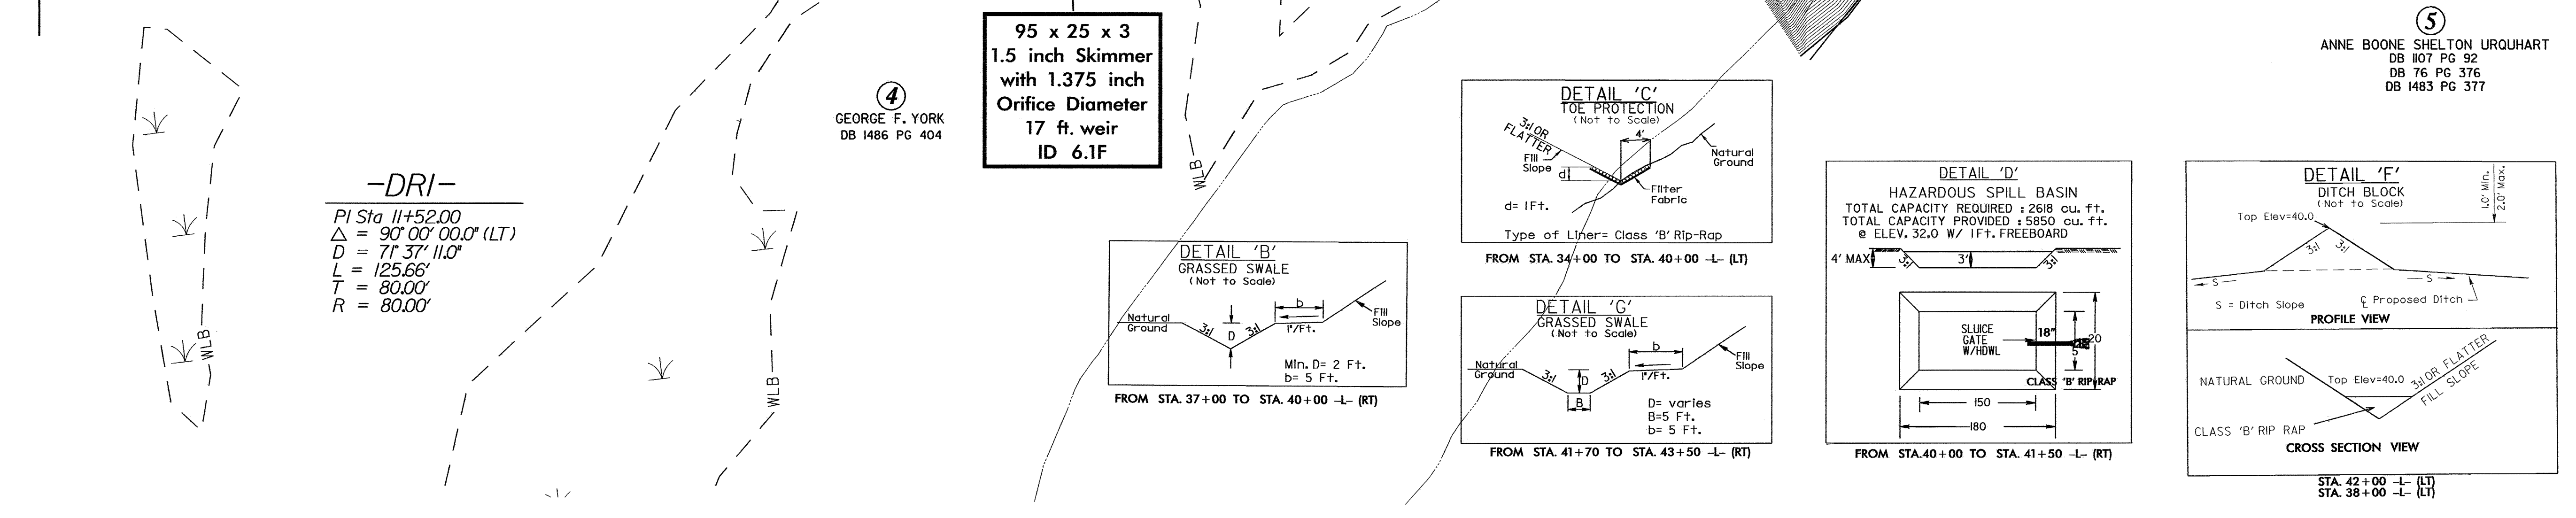 -DRI-
PI Sta 11+52.00
△ = 90° 00' 00.0" (LT)
D = 71° 37' 11.0"
L = 125.66'
T = 80.00'
R = 80.00'
WLB
WLB
4
GEORGE F. YORK
DB 1486 PG 404
95 x 25 x 3
1.5 inch Skimmer
with 1.375 inch
Orifice Diameter
17 ft. weir
ID 6.1F
WLB
DETAIL 'B'
GRASSED SWALE
(Not to Scale)
Natural
Ground
3:1
D
3:1
b
1"/Ft.
Fill
Slope
Min. D= 2 Ft.
b= 5 Ft.
FROM STA. 37+00 TO STA. 40+00 -L- (RT)
DETAIL 'C'
TOE PROTECTION
(Not to Scale)
3:1 OR
FLATTER
4'
Fill
Slope
Natural
Ground
d
Filter
Fabric
d= 1Ft.
Type of Liner= Class 'B' Rip-Rap
FROM STA. 34+00 TO STA. 40+00 -L- (LT)
DETAIL 'G'
GRASSED SWALE
(Not to Scale)
Natural
Ground
3:1
D
3:1
b
1"/Ft.
Fill
Slope
B
D= varies
B=5 Ft.
b= 5 Ft.
FROM STA. 41+70 TO STA. 43+50 -L- (RT)
DETAIL 'D'
HAZARDOUS SPILL BASIN
TOTAL CAPACITY REQUIRED : 2618 cu. ft.
TOTAL CAPACITY PROVIDED : 5850 cu. ft.
@ ELEV. 32.0 W/ 1Ft. FREEBOARD
4' MAX
3:1
3'
3:1
SLUICE
GATE
W/HDWL
18"
5
20
CLASS 'B' RIP RAP
150
180
FROM STA.40+00 TO STA. 41+50 -L- (RT)
5
ANNE BOONE SHELTON URQUHART
DB 1107 PG 92
DB 76 PG 376
DB 1483 PG 377
DETAIL 'F'
DITCH BLOCK
(Not to Scale)
1.0' Min.
2.0' Max.
Top Elev=40.0
3:1
3:1
S
S
S = Ditch Slope
℄ Proposed Ditch
PROFILE VIEW
NATURAL GROUND
Top Elev=40.0
3:1 OR FLATTER
FILL SLOPE
CLASS 'B' RIP RAP
CROSS SECTION VIEW
STA. 42+00 -L- (LT)
STA. 38+00 -L- (LT)